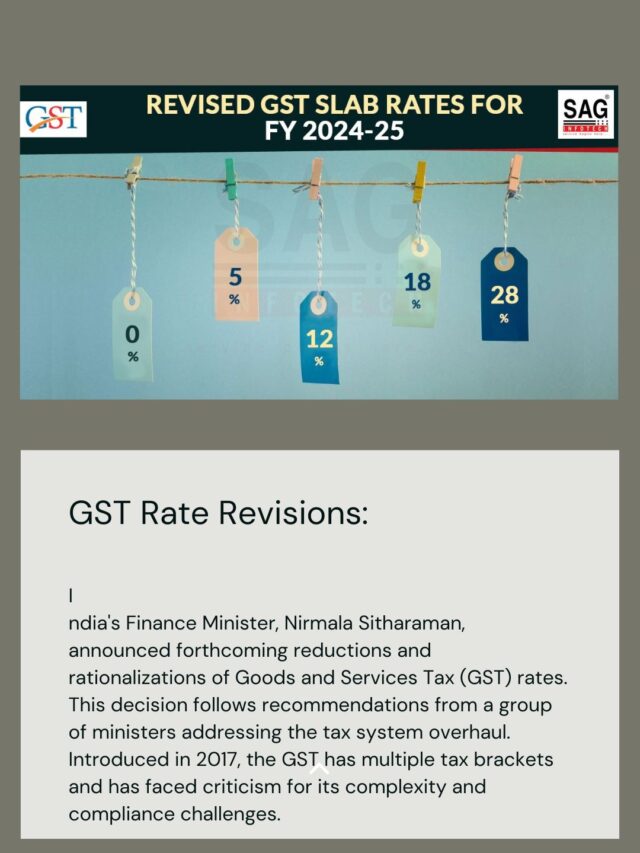 GST
REVISED GST SLAB RATES FOR
FY 2024-25
SAG
INFOTECH
SAG
INFOTECH
0
%
5
%
12
%
18
%
28
%
GST Rate Revisions:
I
ndia's Finance Minister, Nirmala Sitharaman,
announced forthcoming reductions and
rationalizations of Goods and Services Tax (GST) rates.
This decision follows recommendations from a group
of ministers addressing the tax system overhaul.
Introduced in 2017, the GST has multiple tax brackets
and has faced criticism for its complexity and
compliance challenges.